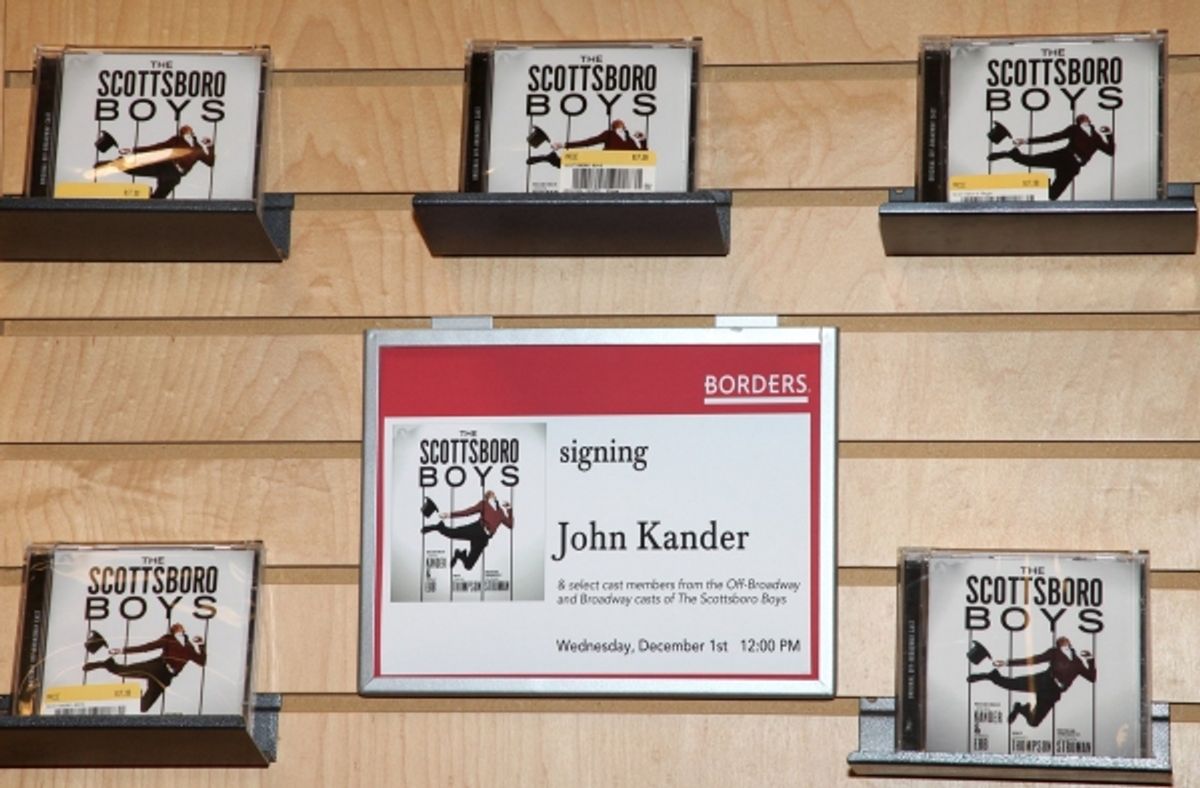 THE
SCOTTSBORO
BOYS
THE
SCOTTSBORO
BOYS
PRICE
THE
SCOTTSBORO
BOYS
BORDERS
THE
SCOTTSBORO
BOYS
KANDER
&
EBB
THOMPSON
STROMAN
signing
John Kander
& select cast members from the Off-Broadway
and Broadway casts of The Scottsboro Boys
Wednesday, December 1st 12:00 PM
THE
SCOTTSBORO
BOYS
THE
SCOTTSBORO
BOYS
KANDER
&
EBB
THOMPSON
STROMAN